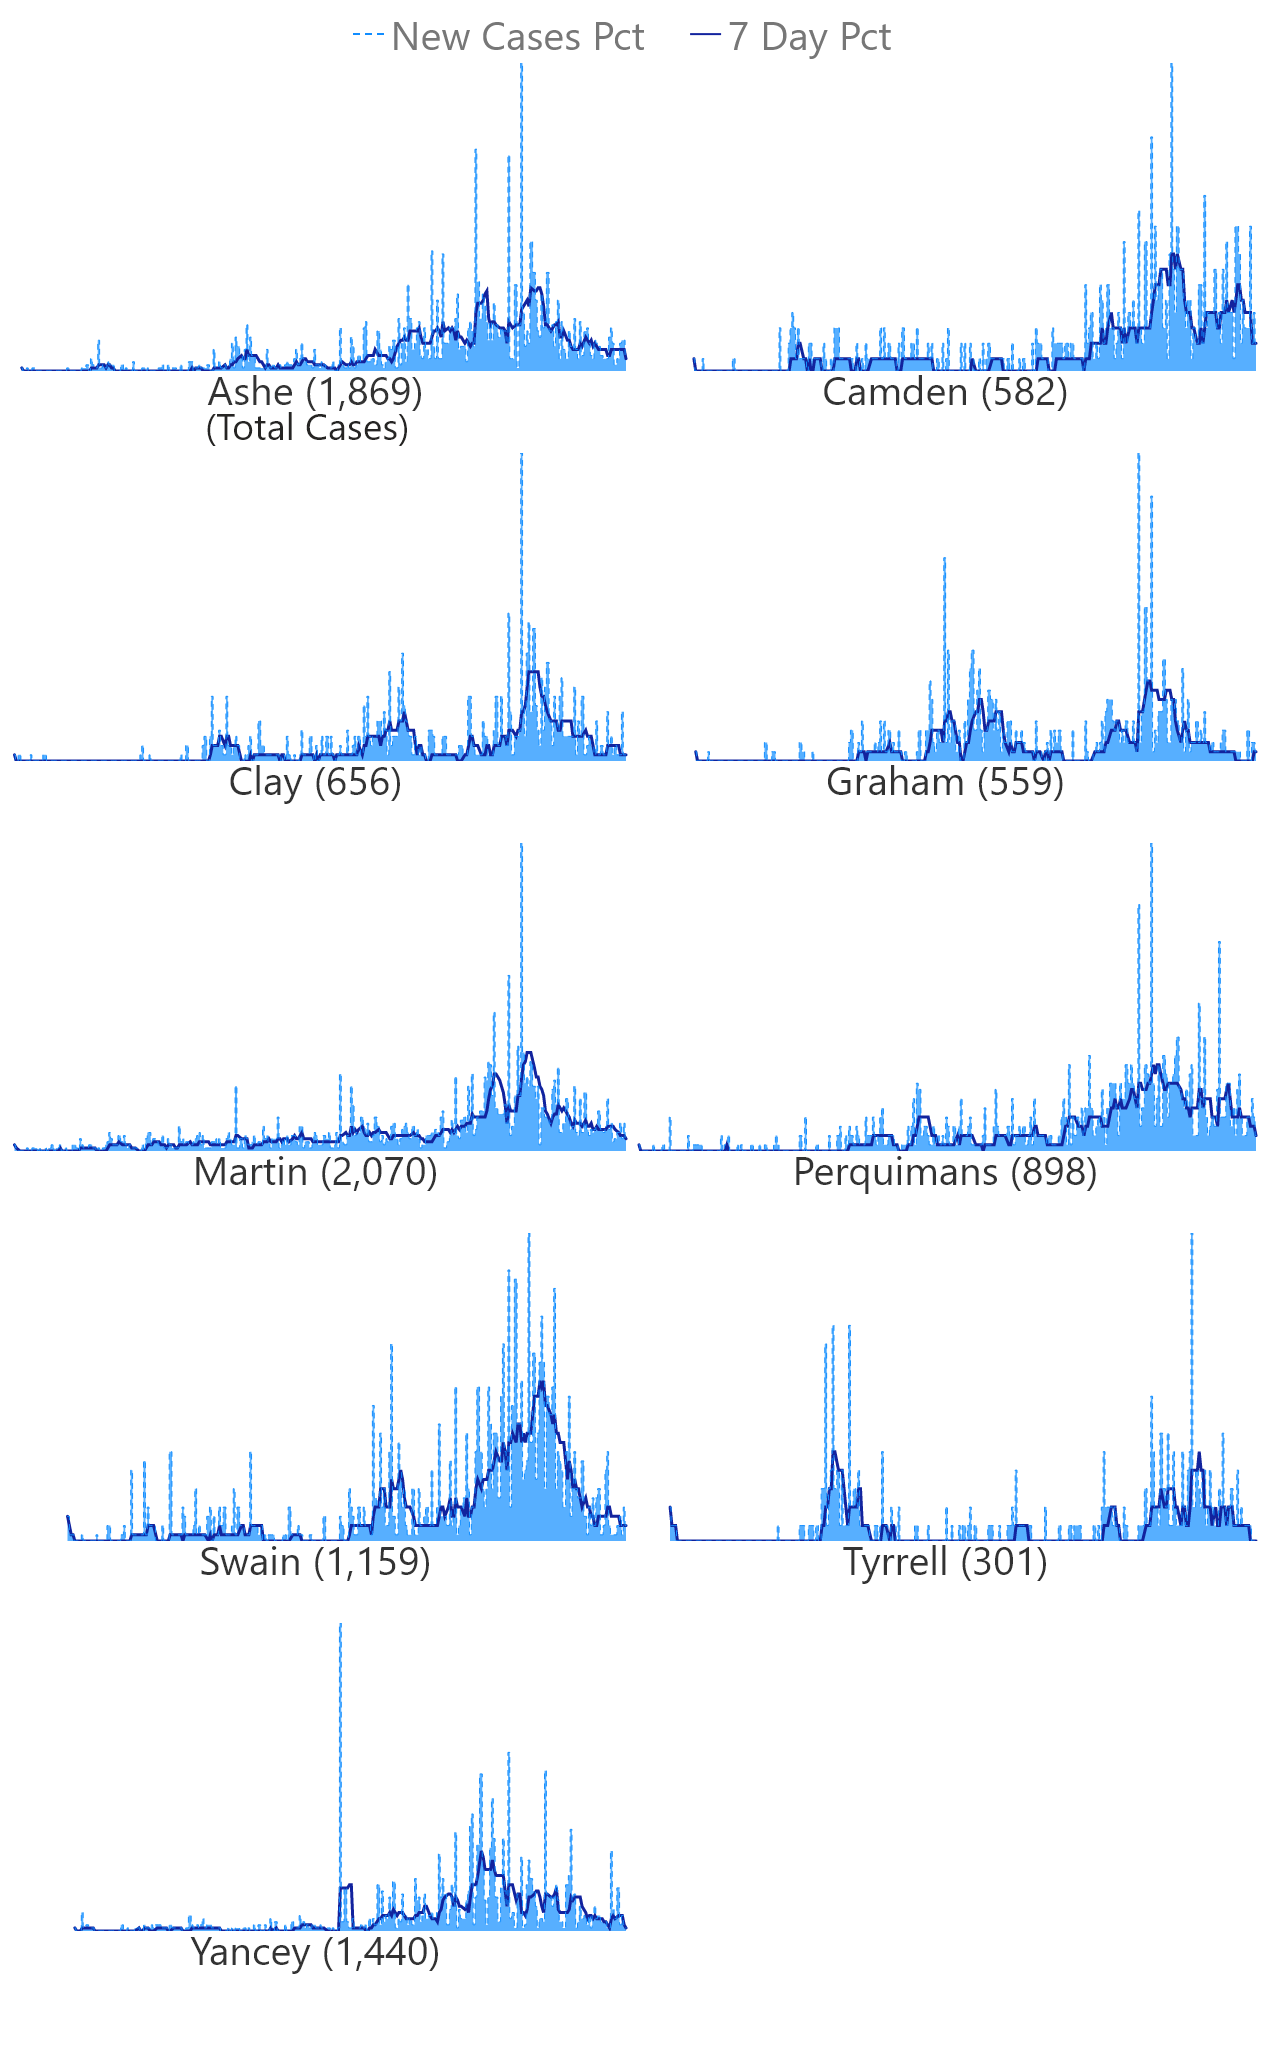 New Cases Pct 7 Day Pct
Ashe (1,869)
(Total Cases)
Camden (582)
Clay (656)
Graham (559)
Martin (2,070)
Perquimans (898)
Swain (1,159)
Tyrrell (301)
Yancey (1,440)